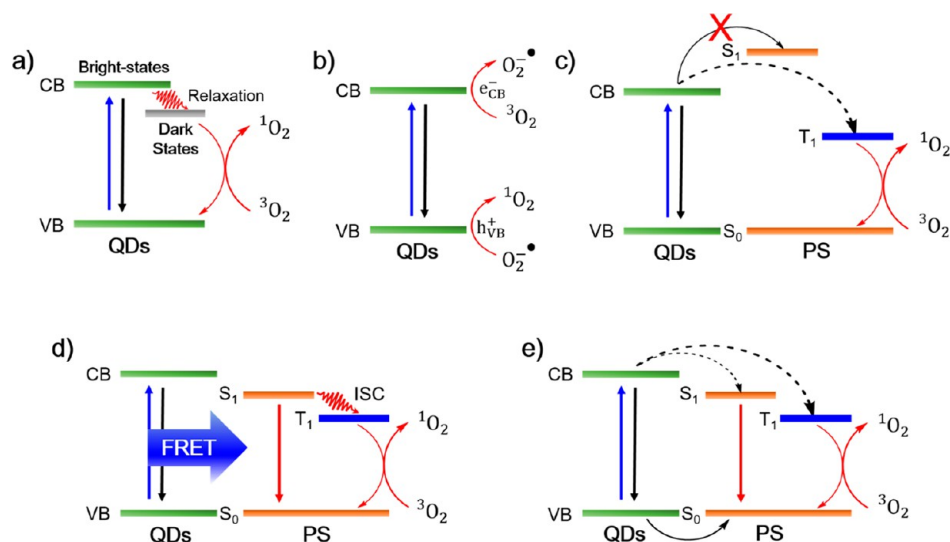 a)
Bright-states
CB
Relaxation
Dark
States
¹O₂
³O₂
VB
QDs
b)
O₂⁻•
CB
e⁻CB
³O₂
¹O₂
VB
h⁺VB
QDs
O₂⁻•
c)
X
S₁
CB
T₁
¹O₂
³O₂
VB
S₀
QDs
PS
d)
CB
S₁
ISC
T₁
¹O₂
FRET
³O₂
VB
S₀
QDs
PS
e)
CB
S₁
T₁
¹O₂
³O₂
VB
S₀
QDs
PS